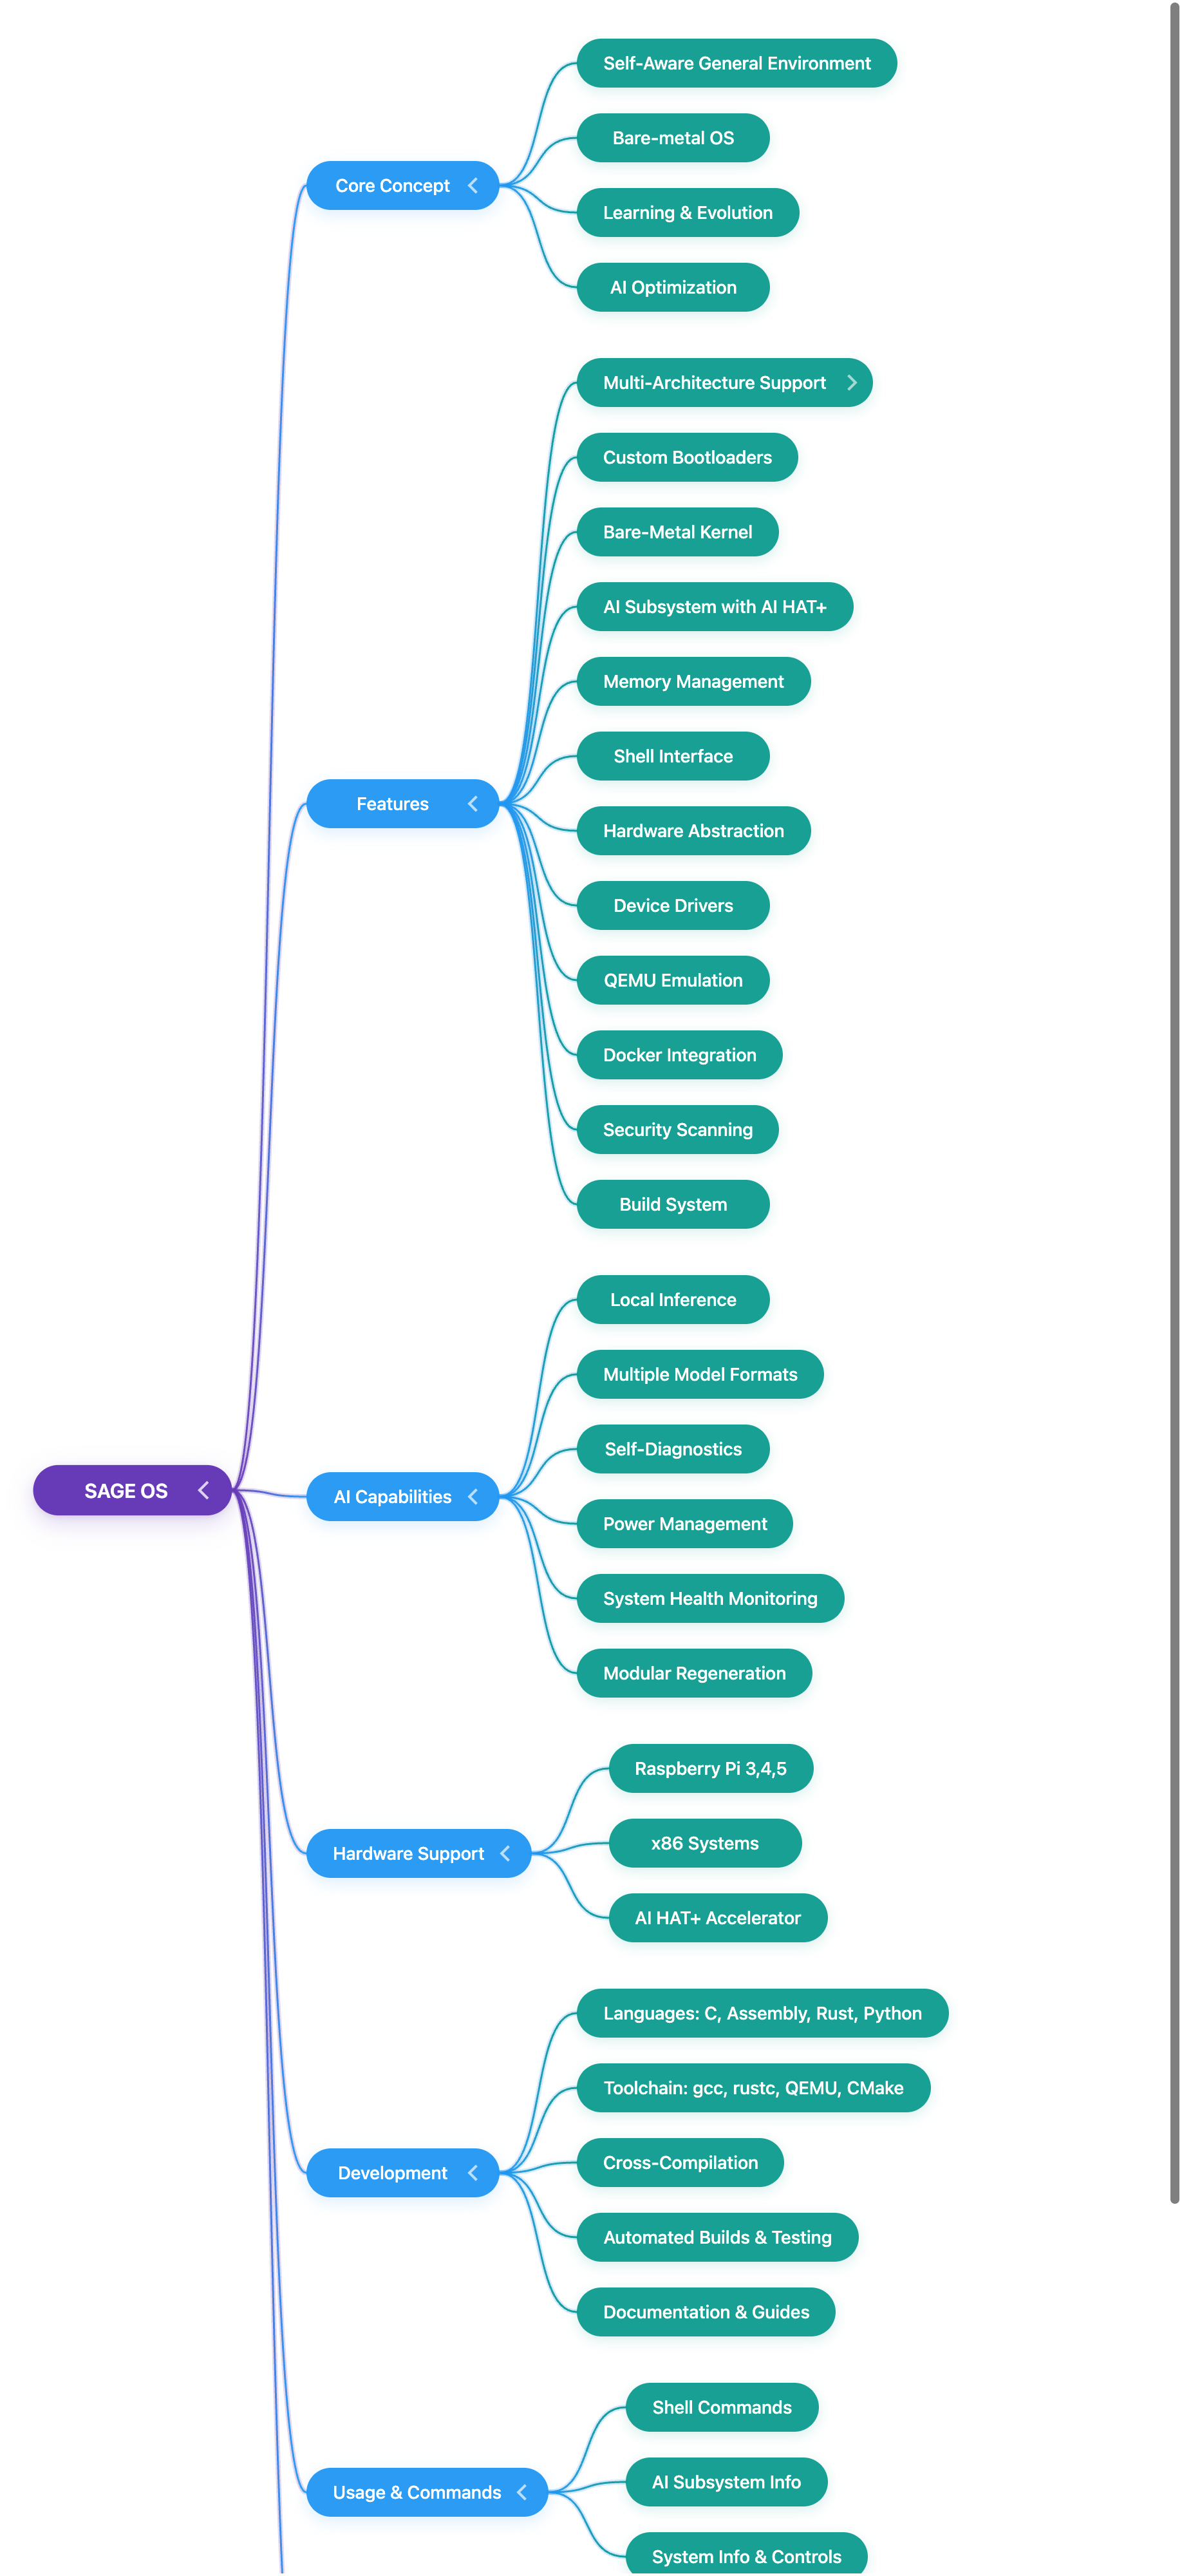 SAGE OS
Core Concept
Self-Aware General Environment
Bare-metal OS
Learning & Evolution
AI Optimization
Features
Multi-Architecture Support
Custom Bootloaders
Bare-Metal Kernel
AI Subsystem with AI HAT+
Memory Management
Shell Interface
Hardware Abstraction
Device Drivers
QEMU Emulation
Docker Integration
Security Scanning
Build System
AI Capabilities
Local Inference
Multiple Model Formats
Self-Diagnostics
Power Management
System Health Monitoring
Modular Regeneration
Hardware Support
Raspberry Pi 3,4,5
x86 Systems
AI HAT+ Accelerator
Development
Languages: C, Assembly, Rust, Python
Toolchain: gcc, rustc, QEMU, CMake
Cross-Compilation
Automated Builds & Testing
Documentation & Guides
Usage & Commands
Shell Commands
AI Subsystem Info
System Info & Controls